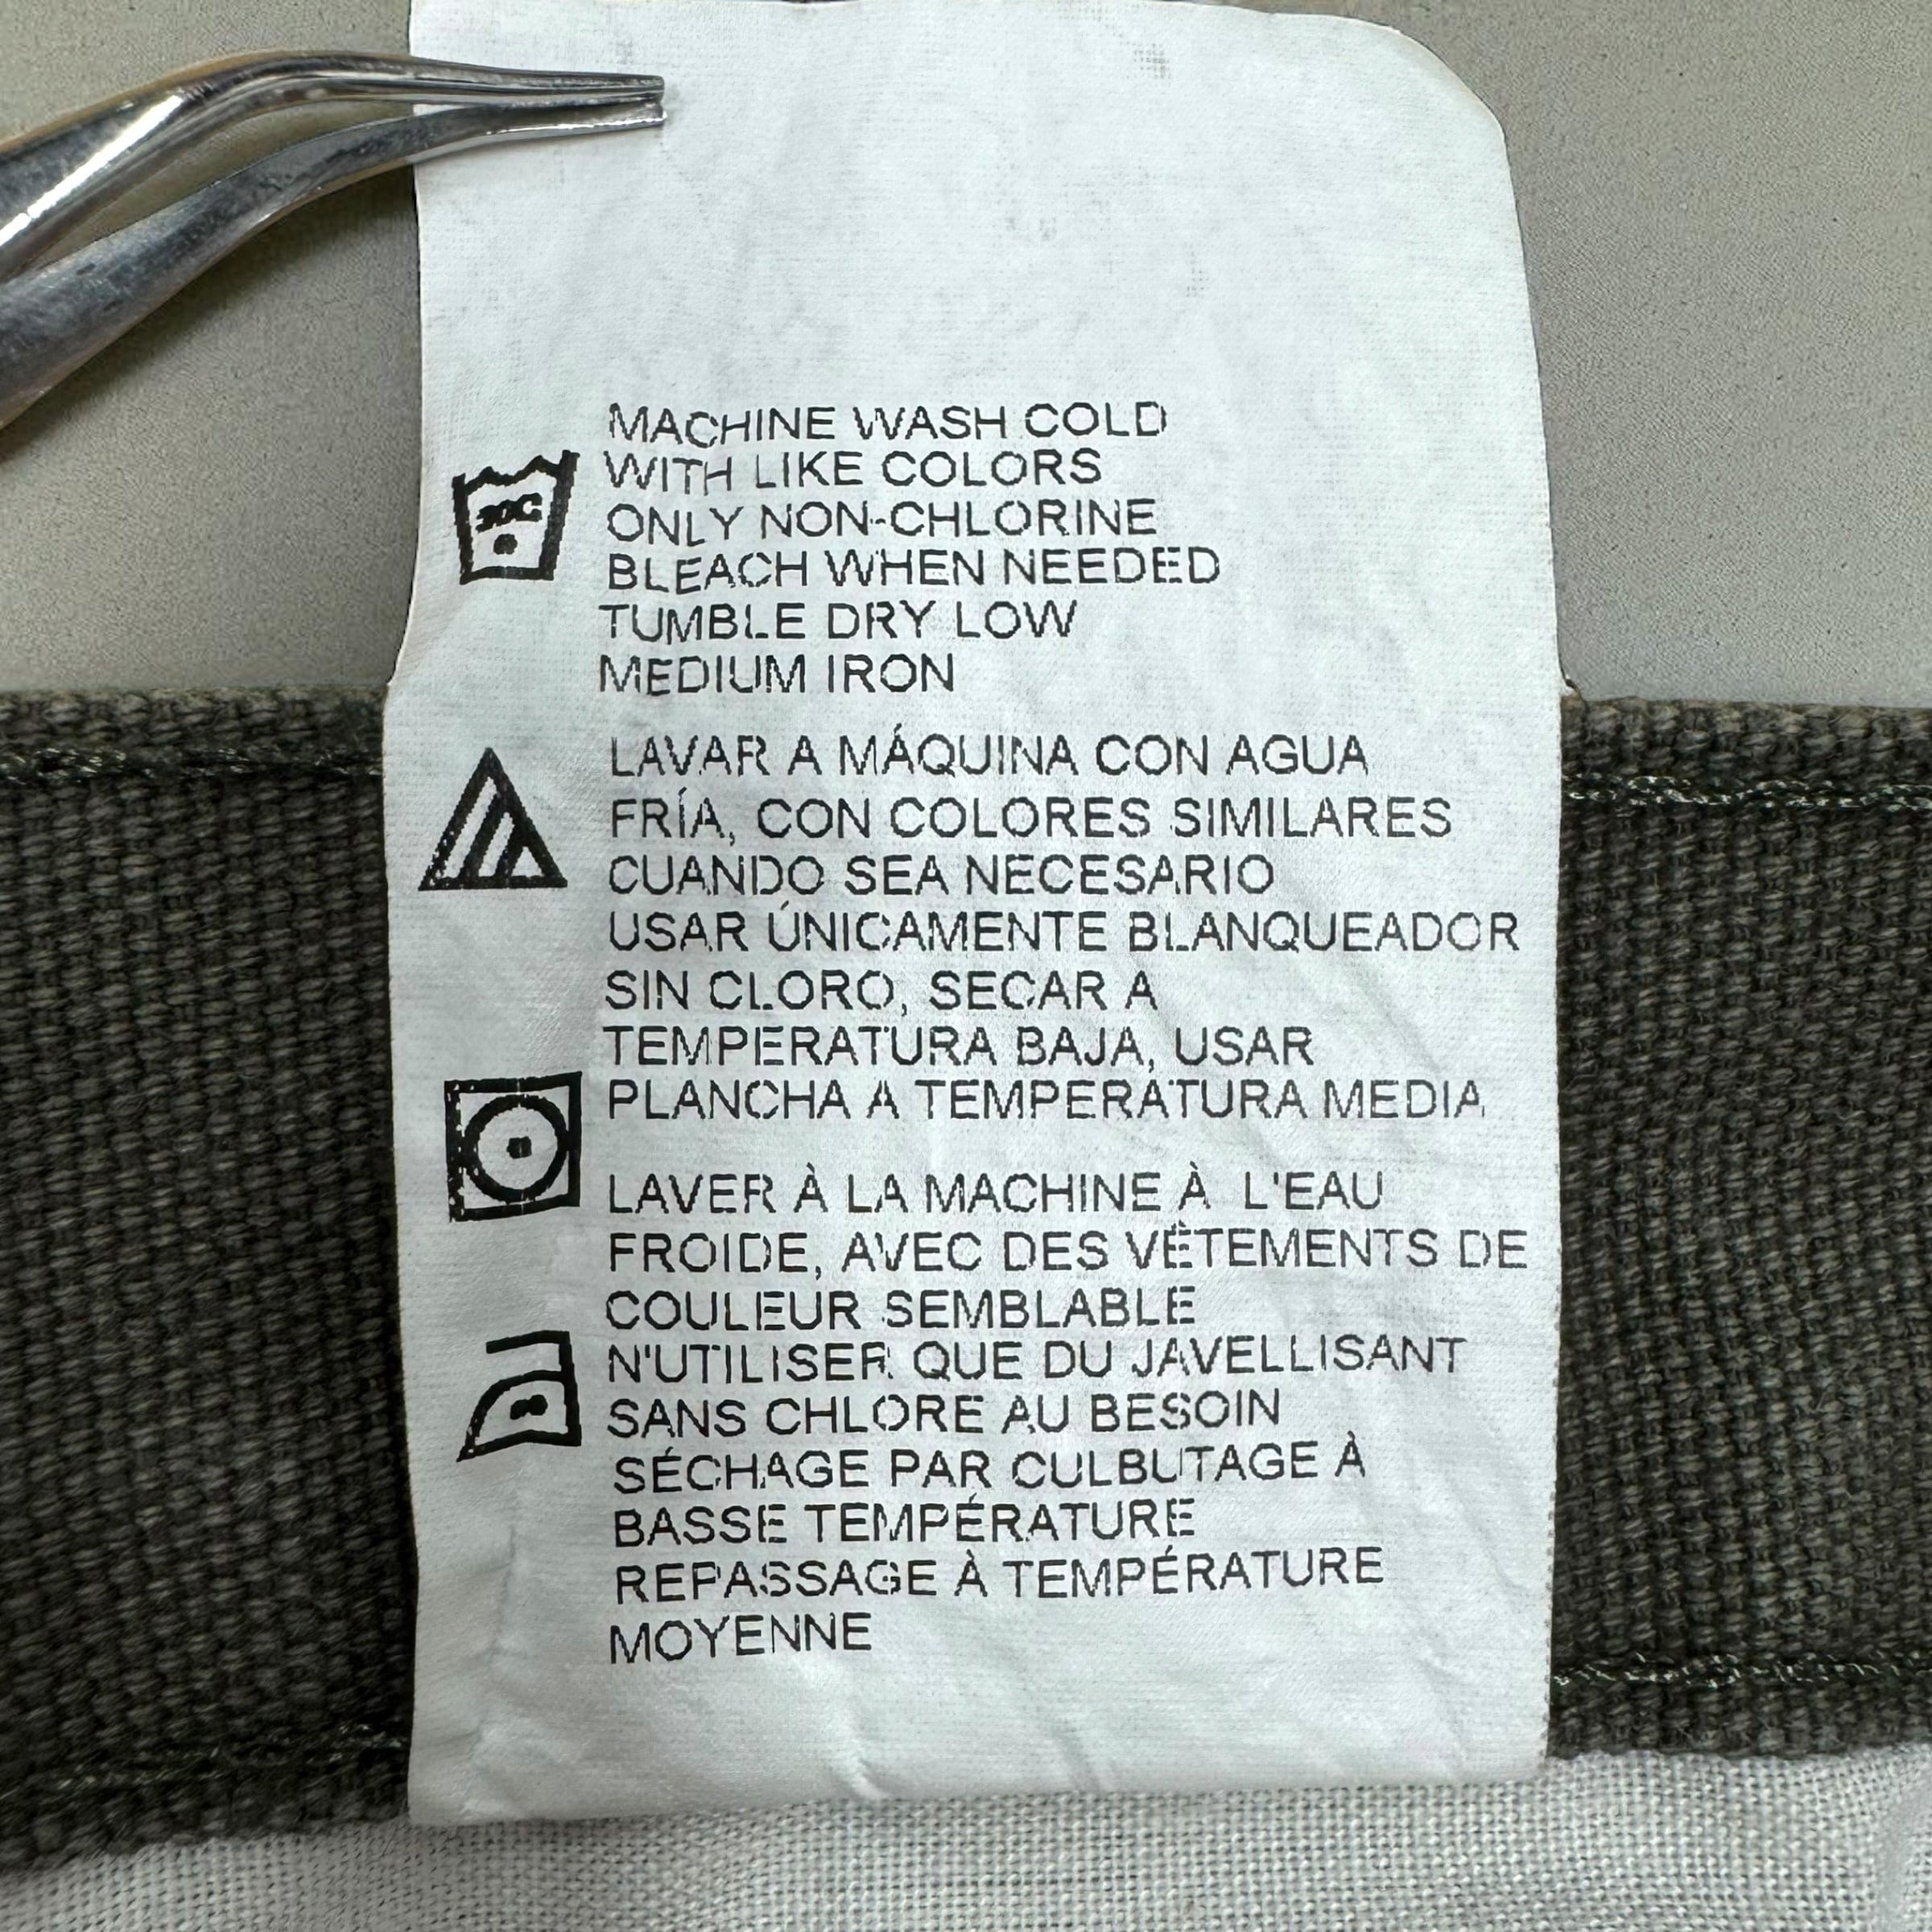 MACHINE WASH COLD
WITH LIKE COLORS
ONLY NON-CHLORINE
BLEACH WHEN NEEDED
TUMBLE DRY LOW
MEDIUM IRON
30C
LAVAR A MÁQUINA CON AGUA
FRÍA, CON COLORES SIMILARES
CUANDO SEA NECESARIO
USAR ÚNICAMENTE BLANQUEADOR
SIN CLORO, SECAR A
TEMPERATURA BAJA, USAR
PLANCHA A TEMPERATURA MEDIA
LAVER À LA MACHINE À L'EAU
FROIDE, AVEC DES VÊTEMENTS DE
COULEUR SEMBLABLE
N'UTILISER QUE DU JAVELLISANT
SANS CHLORE AU BESOIN
SÉCHAGE PAR CULBUTAGE À
BASSE TEMPÉRATURE
REPASSAGE À TEMPÉRATURE
MOYENNE